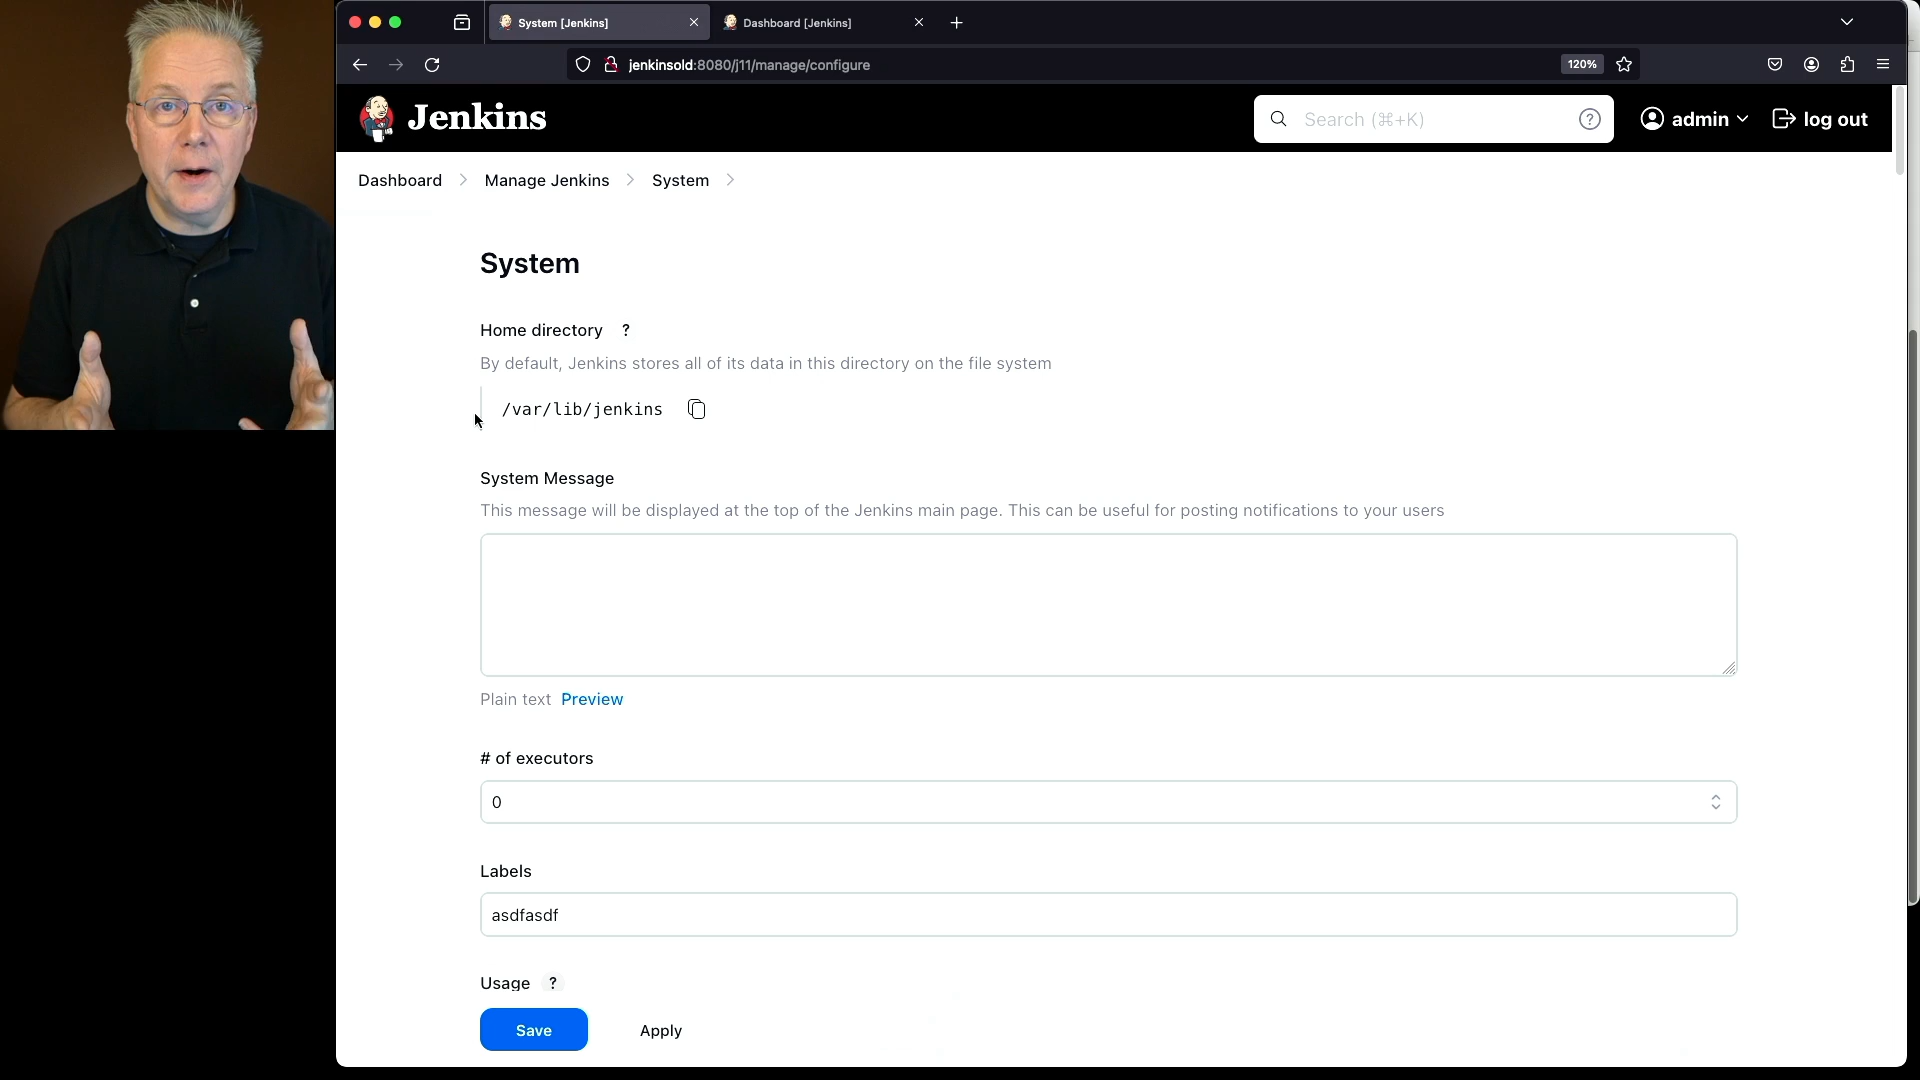 System [Jenkins]
Dashboard [Jenkins]
jenkinsold:8080/j11/manage/configure
120%
Jenkins
Search (⌘+K)
?
admin
log out
Dashboard
Manage Jenkins
System
System
Home directory ?
By default, Jenkins stores all of its data in this directory on the file system
/var/lib/jenkins
System Message
This message will be displayed at the top of the Jenkins main page. This can be useful for posting notifications to your users
Plain text Preview
# of executors
0
Labels
asdfasdf
Usage ?
Save
Apply